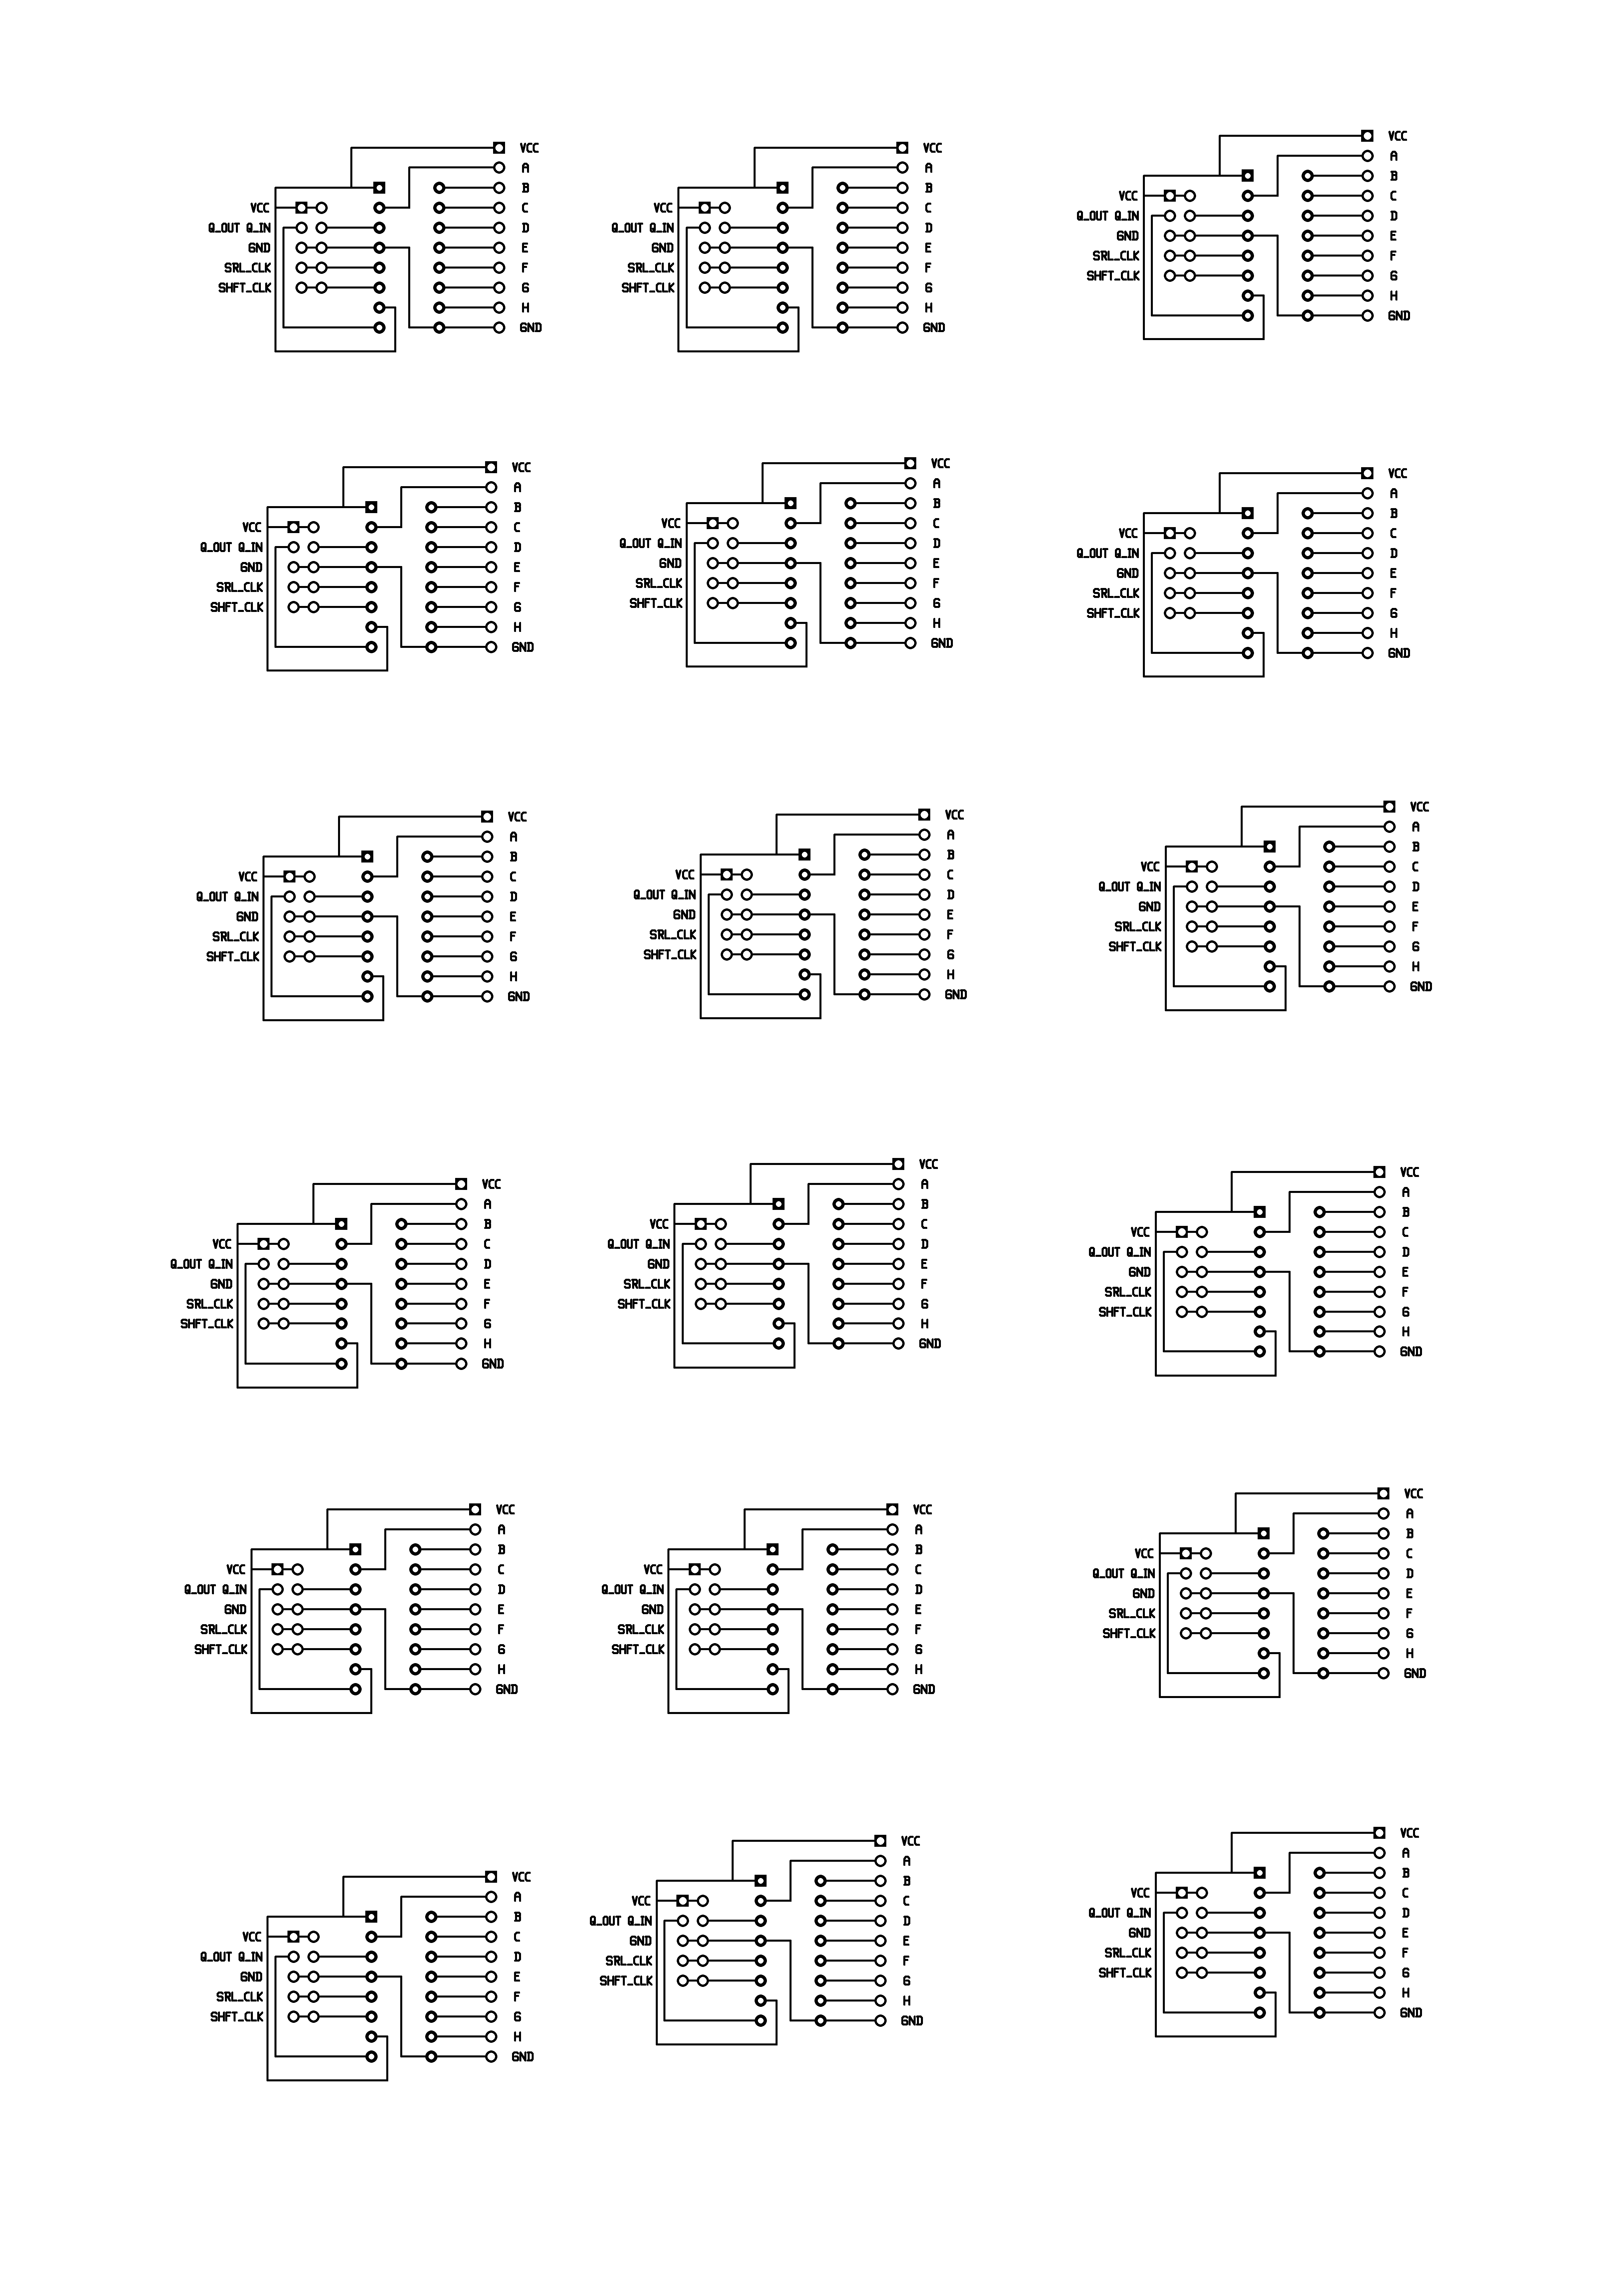 VCC
A
B
VCC C
Q_OUT Q_IN D
GND E
SRL_CLK F
SHFT_CLK G
H
GND
VCC
A
B
VCC C
Q_OUT Q_IN D
GND E
SRL_CLK F
SHFT_CLK G
H
GND
VCC
A
B
VCC C
Q_OUT Q_IN D
GND E
SRL_CLK F
SHFT_CLK G
H
GND
VCC
A
B
VCC C
Q_OUT Q_IN D
GND E
SRL_CLK F
SHFT_CLK G
H
GND
VCC
A
B
VCC C
Q_OUT Q_IN D
GND E
SRL_CLK F
SHFT_CLK G
H
GND
VCC
A
B
VCC C
Q_OUT Q_IN D
GND E
SRL_CLK F
SHFT_CLK G
H
GND
VCC
A
B
VCC C
Q_OUT Q_IN D
GND E
SRL_CLK F
SHFT_CLK G
H
GND
VCC
A
B
VCC C
Q_OUT Q_IN D
GND E
SRL_CLK F
SHFT_CLK G
H
GND
VCC
A
B
VCC C
Q_OUT Q_IN D
GND E
SRL_CLK F
SHFT_CLK G
H
GND
VCC
A
B
VCC C
Q_OUT Q_IN D
GND E
SRL_CLK F
SHFT_CLK G
H
GND
VCC
A
B
VCC C
Q_OUT Q_IN D
GND E
SRL_CLK F
SHFT_CLK G
H
GND
VCC
A
B
VCC C
Q_OUT Q_IN D
GND E
SRL_CLK F
SHFT_CLK G
H
GND
VCC
A
B
VCC C
Q_OUT Q_IN D
GND E
SRL_CLK F
SHFT_CLK G
H
GND
VCC
A
B
VCC C
Q_OUT Q_IN D
GND E
SRL_CLK F
SHFT_CLK G
H
GND
VCC
A
B
VCC C
Q_OUT Q_IN D
GND E
SRL_CLK F
SHFT_CLK G
H
GND
VCC
A
B
VCC C
Q_OUT Q_IN D
GND E
SRL_CLK F
SHFT_CLK G
H
GND
VCC
A
B
VCC C
Q_OUT Q_IN D
GND E
SRL_CLK F
SHFT_CLK G
H
GND
VCC
A
B
VCC C
Q_OUT Q_IN D
GND E
SRL_CLK F
SHFT_CLK G
H
GND